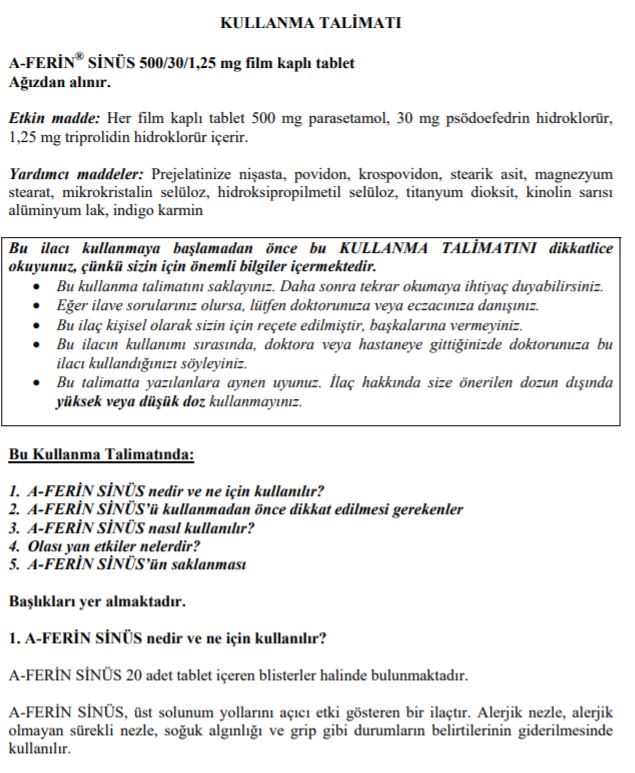 KULLANMA TALİMATI
A-FERİN® SİNÜS 500/30/1,25 mg film kaplı tablet
Ağızdan alınır.
Etkin madde: Her film kaplı tablet 500 mg parasetamol, 30 mg psödoefedrin hidroklorür,
1,25 mg triprolidin hidroklorür içerir.
Yardımcı maddeler: Prejelatinize nişasta, povidon, krospovidon, stearik asit, magnezyum
stearat, mikrokristalin selüloz, hidroksipropilmetil selüloz, titanyum dioksit, kinolin sarısı
alüminyum lak, indigo karmin
Bu ilacı kullanmaya başlamadan önce bu KULLANMA TALİMATINI dikkatlice
okuyunuz, çünkü sizin için önemli bilgiler içermektedir.
• Bu kullanma talimatını saklayınız. Daha sonra tekrar okumaya ihtiyaç duyabilirsiniz.
• Eğer ilave sorularınız olursa, lütfen doktorunuza veya eczacınıza danışınız.
• Bu ilaç kişisel olarak sizin için reçete edilmiştir, başkalarına vermeyiniz.
• Bu ilacın kullanımı sırasında, doktora veya hastaneye gittiğinizde doktorunuza bu
ilacı kullandığınızı söyleyiniz.
• Bu talimatta yazılanlara aynen uyunuz. İlaç hakkında size önerilen dozun dışında
yüksek veya düşük doz kullanmayınız.
Bu Kullanma Talimatında:
1. A-FERİN SİNÜS nedir ve ne için kullanılır?
2. A-FERİN SİNÜS’ü kullanmadan önce dikkat edilmesi gerekenler
3. A-FERİN SİNÜS nasıl kullanılır?
4. Olası yan etkiler nelerdir?
5. A-FERİN SİNÜS’ün saklanması
Başlıkları yer almaktadır.
1. A-FERİN SİNÜS nedir ve ne için kullanılır?
A-FERİN SİNÜS 20 adet tablet içeren blisterler halinde bulunmaktadır.
A-FERİN SİNÜS, üst solunum yollarını açıcı etki gösteren bir ilaçtır. Alerjik nezle, alerjik
olmayan sürekli nezle, soğuk algınlığı ve grip gibi durumların belirtilerinin giderilmesinde
kullanılır.